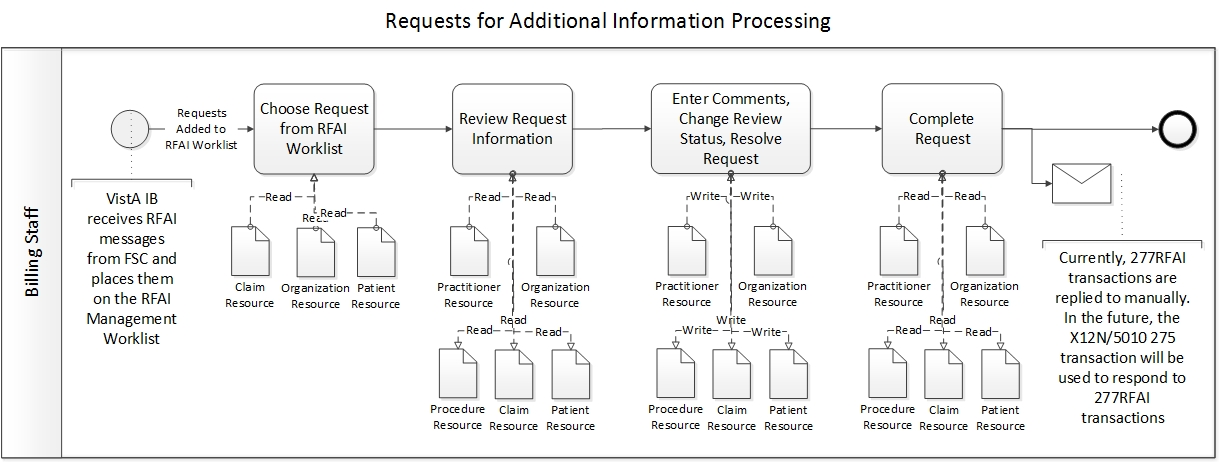 Requests for Additional Information Processing
Billing Staff
Requests
Added to
RFAI Worklist
VistA IB
receives RFAI
messages
from FSC and
places them
on the RFAI
Management
Worklist
Choose Request
from RFAI
Worklist
Read
Read
Read
Claim
Resource
Organization
Resource
Patient
Resource
Review Request
Information
Read
Read
Practitioner
Resource
Organization
Resource
Read
Read
Read
Procedure
Resource
Claim
Resource
Patient
Resource
Enter Comments,
Change Review
Status, Resolve
Request
Write
Write
Practitioner
Resource
Organization
Resource
Write
Write
Write
Procedure
Resource
Claim
Resource
Patient
Resource
Complete
Request
Read
Read
Practitioner
Resource
Organization
Resource
Read
Read
Read
Procedure
Resource
Claim
Resource
Patient
Resource
Currently, 277RFAI
transactions are
replied to manually.
In the future, the
X12N/5010 275
transaction will be
used to respond to
277RFAI
transactions